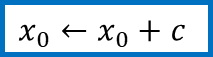 x₀ ← x₀ + c